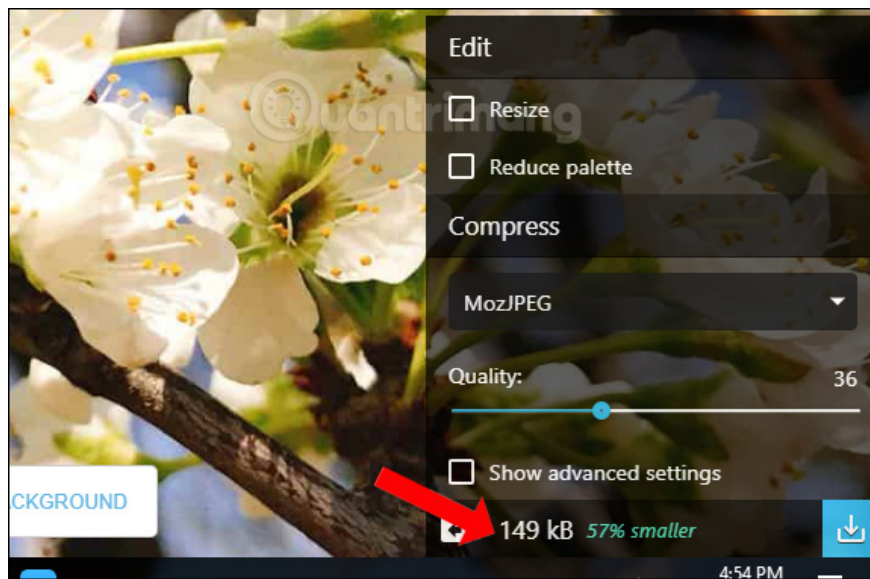 Edit
Quantrimang
Resize
Reduce palette
Compress
MozJPEG
Quality: 36
Show advanced settings
CKGROUND
149 kB 57% smaller
4:54 PM